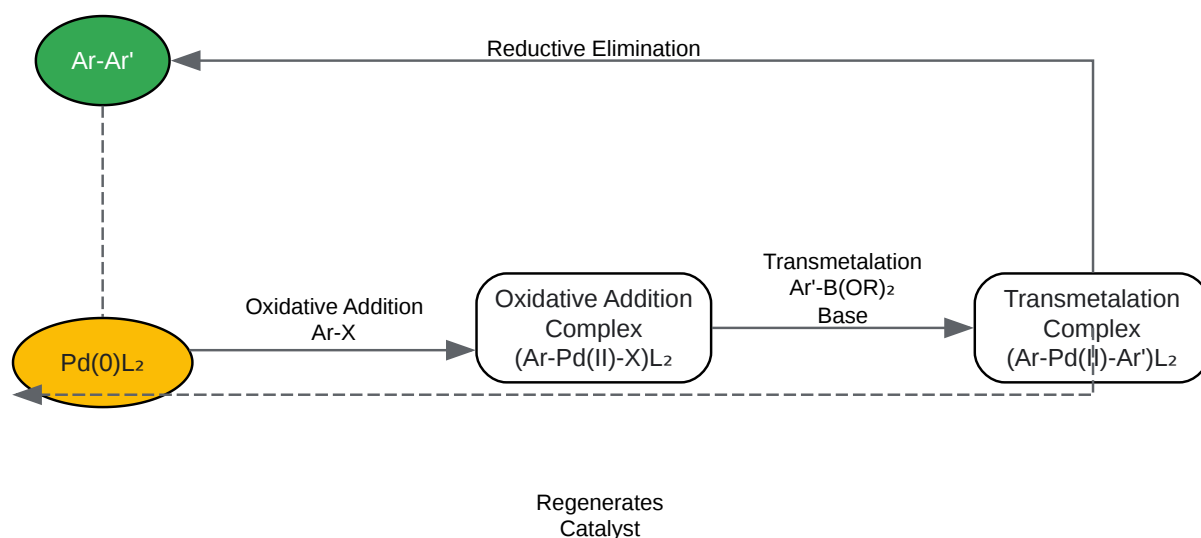 Reductive Elimination
Ar-Ar'
Pd(0)L₂
Oxidative Addition
Ar-X
Oxidative Addition
Complex
(Ar-Pd(II)-X)L₂
Transmetalation
Ar'-B(OR)₂
Base
Transmetalation
Complex
(Ar-Pd(II)-Ar')L₂
Regenerates
Catalyst